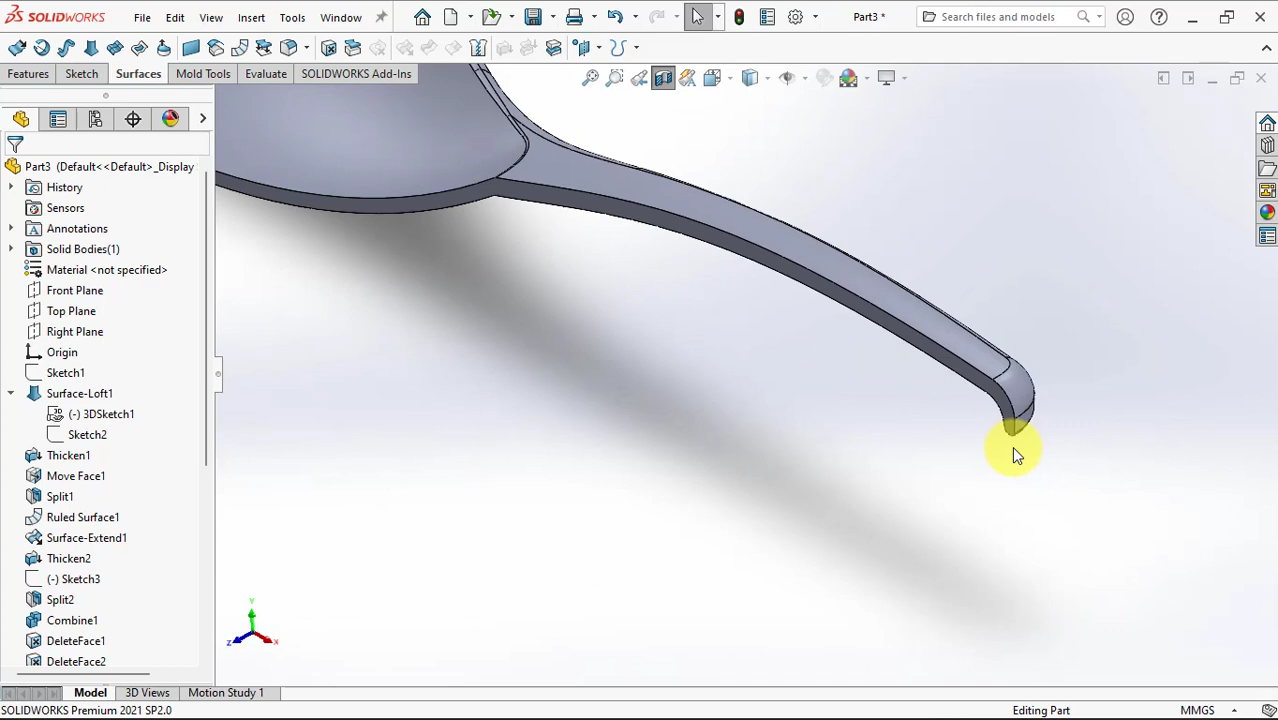 SOLIDWORKS File Edit View Insert Tools Window Part3 * Search files and models
Features Sketch Surfaces Mold Tools Evaluate SOLIDWORKS Add-Ins
Part3 (Default<<Default>_Display
History
Sensors
Annotations
Solid Bodies(1)
Material <not specified>
Front Plane
Top Plane
Right Plane
Origin
Sketch1
Surface-Loft1
(-) 3DSketch1
Sketch2
Thicken1
Move Face1
Split1
Ruled Surface1
Surface-Extend1
Thicken2
(-) Sketch3
Split2
Combine1
DeleteFace1
DeleteFace2
Y
Z X
Model 3D Views Motion Study 1
SOLIDWORKS Premium 2021 SP2.0 Editing Part MMGS